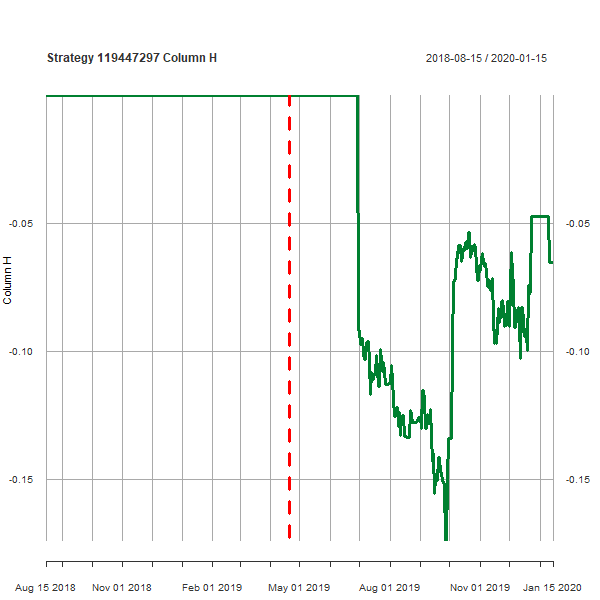 Strategy 119447297 Column H
2018-08-15 / 2020-01-15
Column H
-0.05
-0.05
-0.10
-0.10
-0.15
-0.15
Aug 15 2018
Nov 01 2018
Feb 01 2019
May 01 2019
Aug 01 2019
Nov 01 2019
Jan 15 2020